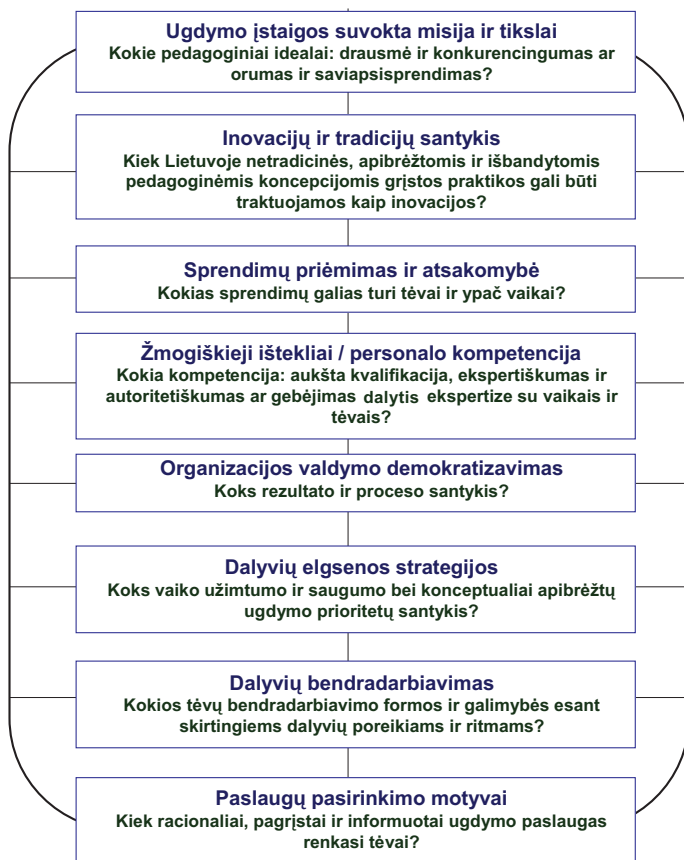 Ugdymo įstaigos suvokta misija ir tikslai
Kokie pedagoginiai idealai: drausmė ir konkurencingumas ar
orumas ir saviapsisprendimas?
Inovacijų ir tradicijų santykis
Kiek Lietuvoje netradicinės, apibrėžtomis ir išbandytomis
pedagoginėmis koncepcijomis grįstos praktikos gali būti
traktuojamos kaip inovacijos?
Sprendimų priėmimas ir atsakomybė
Kokias sprendimų galias turi tėvai ir ypač vaikai?
Žmogiškieji ištekliai / personalo kompetencija
Kokia kompetencija: aukšta kvalifikacija, ekspertiškumas ir
autoritetiškumas ar gebėjimas dalytis ekspertize su vaikais ir
tėvais?
Organizacijos valdymo demokratizavimas
Koks rezultato ir proceso santykis?
Dalyvių elgsenos strategijos
Koks vaiko užimtumo ir saugumo bei konceptualiai apibrėžtų
ugdymo prioritetų santykis?
Dalyvių bendradarbiavimas
Kokios tėvų bendradarbiavimo formos ir galimybės esant
skirtingiems dalyvių poreikiams ir ritmams?
Paslaugų pasirinkimo motyvai
Kiek racionaliai, pagrįstai ir informuotai ugdymo paslaugas
renkasi tėvai?